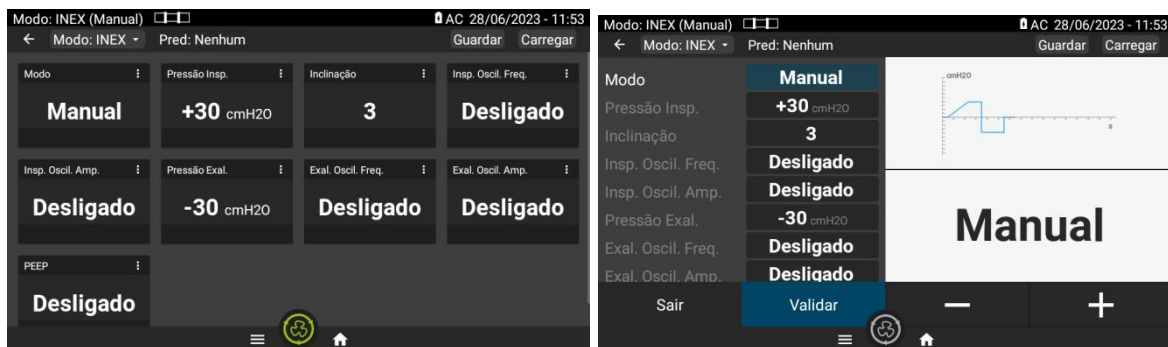 Modo: INEX (Manual) AC 28/06/2023 - 11:53
Modo: INEX Pred: Nenhum Guardar Carregar
Modo Pressão Insp. Inclinação Insp. Oscil. Freq.
Manual +30 cmH2O 3 Desligado
Insp. Oscil. Amp. Pressão Exal. Exal. Oscil. Freq. Exal. Oscil. Amp.
Desligado -30 cmH2O Desligado Desligado
PEEP
Desligado
Modo: INEX (Manual) AC 28/06/2023 - 11:53
Modo: INEX Pred: Nenhum Guardar Carregar
Modo Manual
Pressão Insp. +30 cmH2O
Inclinação 3
Insp. Oscil. Freq. Desligado
Insp. Oscil. Amp. Desligado
Pressão Exal. -30 cmH2O
Exal. Oscil. Freq. Desligado
Exal. Oscil. Amp. Desligado
cmH2O
s
Manual
Sair Validar − +